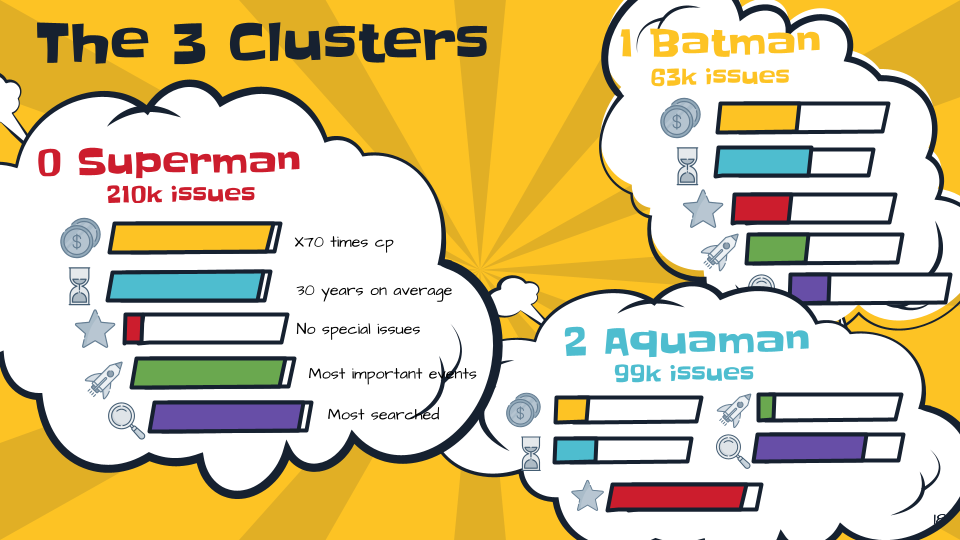 The 3 Clusters
0 Superman
210k issues
$
X70 times cp
30 years on average
No special issues
Most important events
Most searched
1 Batman
63k issues
$
2 Aquaman
99k issues
$